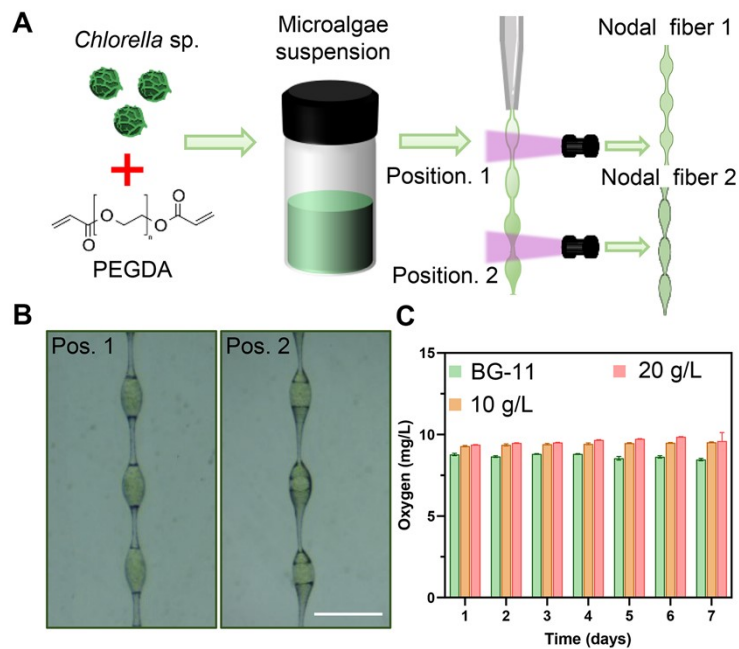 A
Chlorella sp.
O
O
O
O
n
PEGDA
Microalgae
suspension
Position. 1
Position. 2
Nodal fiber 1
Nodal fiber 2
B
Pos. 1
Pos. 2
C
BG-11
20 g/L
10 g/L
15
10
5
0
Oxygen (mg/L)
1 2 3 4 5 6 7
Time (days)